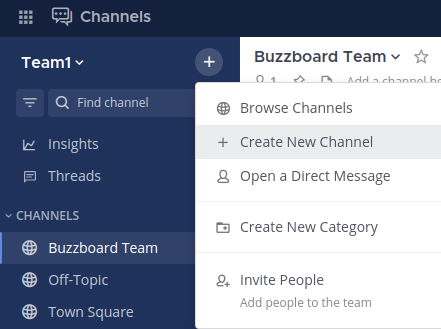 Channels
Team1
Buzzboard Team
1
Add a channel he
Find channel
Browse Channels
Create New Channel
Open a Direct Message
Create New Category
Invite People
Add people to the team
Insights
Threads
CHANNELS
Buzzboard Team
Off-Topic
Town Square